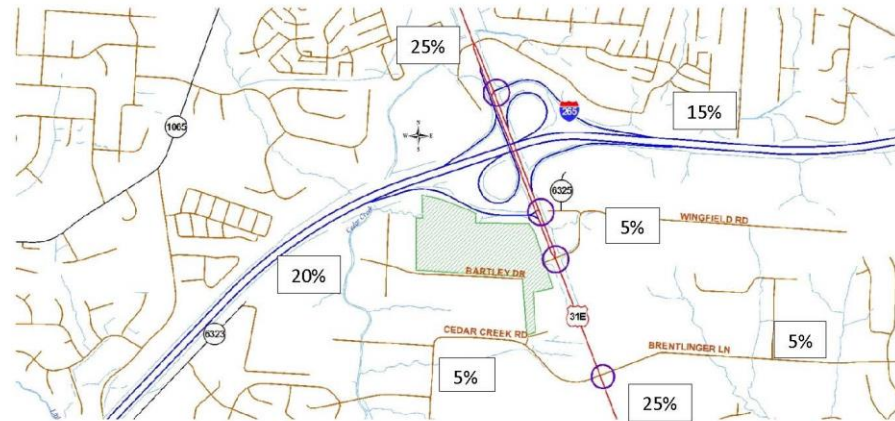 25%
15%
1065
265
N
W E
S
6325
WINGFIELD RD
5%
20%
BARTLEY DR
31E
6323
CEDAR CREEK RD
BRENTLINGER LN
5%
5%
25%